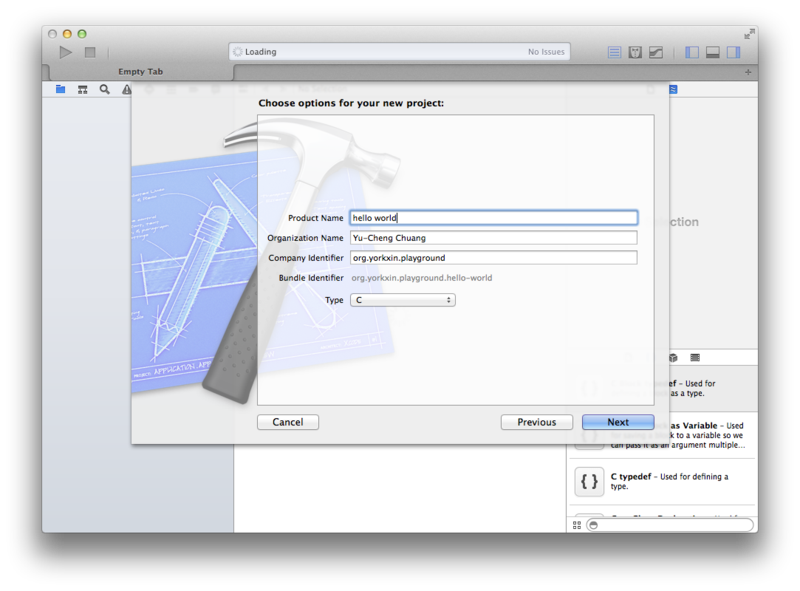 Loading
No Issues
Empty Tab
Choose options for your new project:
Product Name hello world
Organization Name Yu-Cheng Chuang
Company Identifier org.yorkxin.playground
Bundle Identifier org.yorkxin.playground.hello-world
Type C
Cancel
Previous
Next
ction
ef - Used for
as a type.
as Variable - Used
k to a variable so we
can pass it as an argument multiple...
C typedef - Used for defining a
type.
APPLICATION.APP